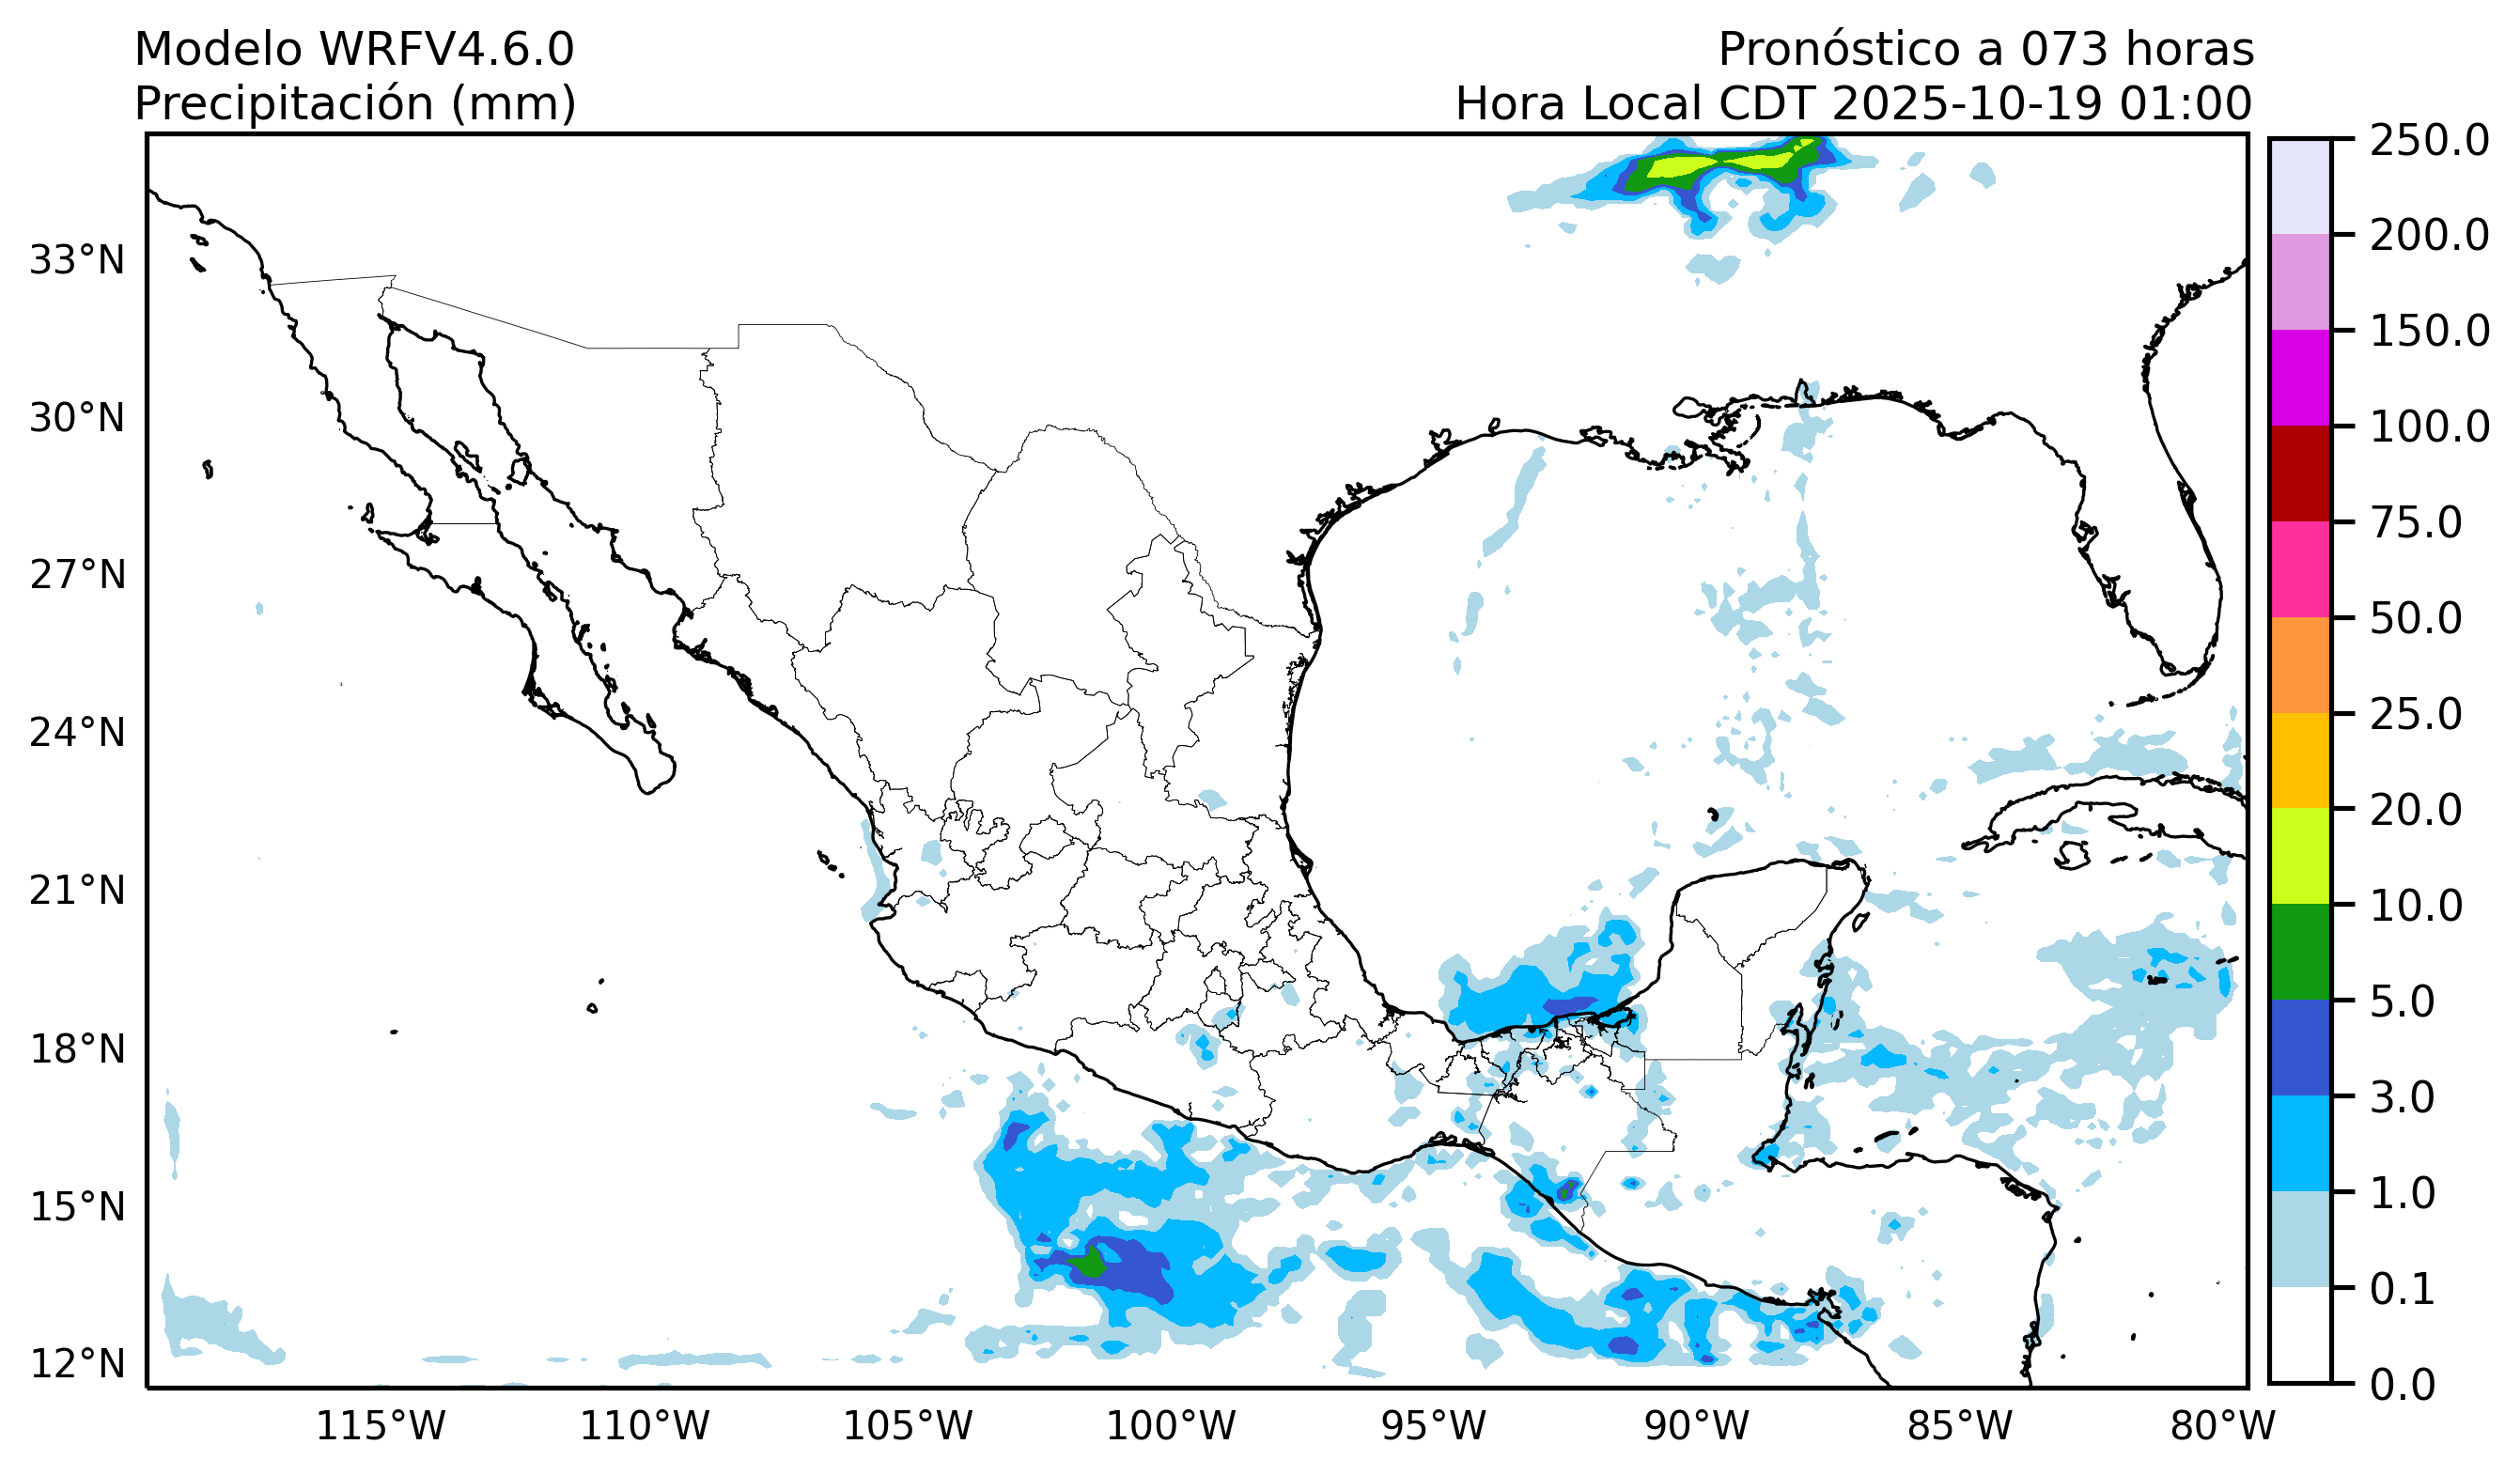 Modelo WRFV4.6.0
Pronóstico a 073 horas
Precipitación (mm)
Hora Local CDT 2025-10-19 01:00
33°N
30°N
27°N
24°N
21°N
18°N
15°N
12°N
115°W
110°W
105°W
100°W
95°W
90°W
85°W
80°W
250.0
200.0
150.0
100.0
75.0
50.0
25.0
20.0
10.0
5.0
3.0
1.0
0.1
0.0